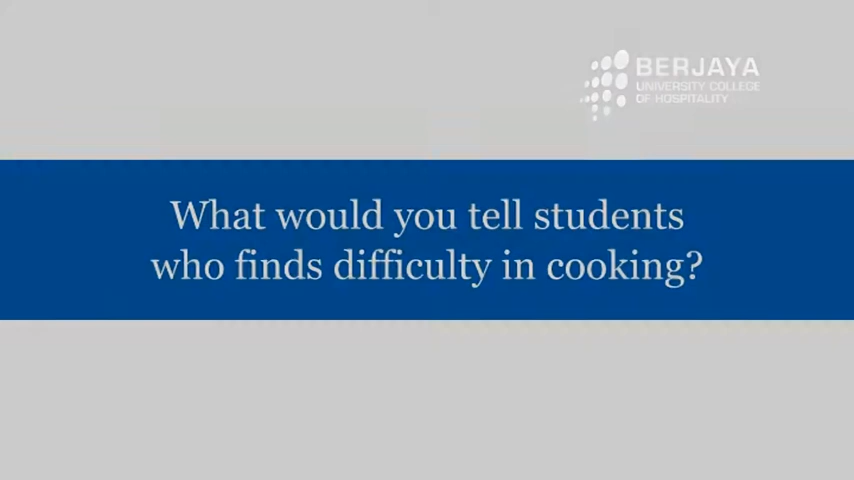 BERJAYA
UNIVERSITY COLLEGE
OF HOSPITALITY
What would you tell students
who finds difficulty in cooking?